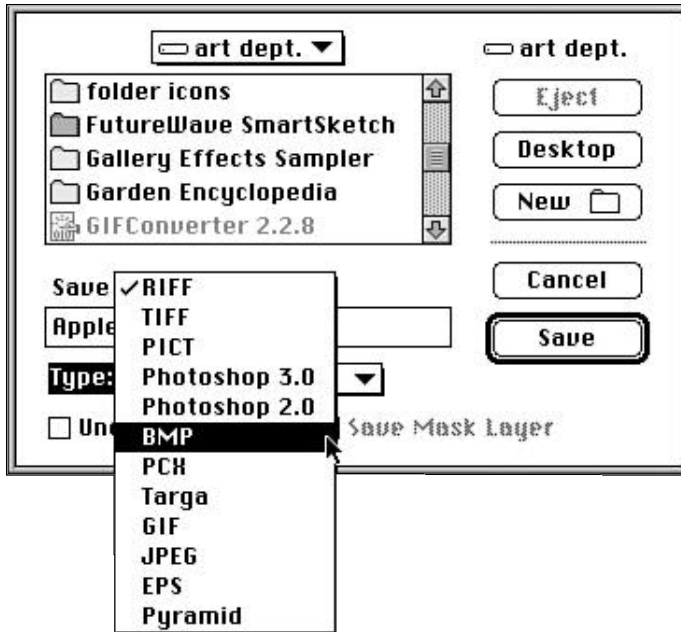 art dept.
art dept.
folder icons
FutureWave SmartSketch
Gallery Effects Sampler
Garden Encyclopedia
GIFConverter 2.2.8
Eject
Desktop
New
Cancel
Save
Save
Apple
Type:
Save Mask Layer
RIFF
TIFF
PICT
Photoshop 3.0
Photoshop 2.0
BMP
PCX
Targa
GIF
JPEG
EPS
Pyramid